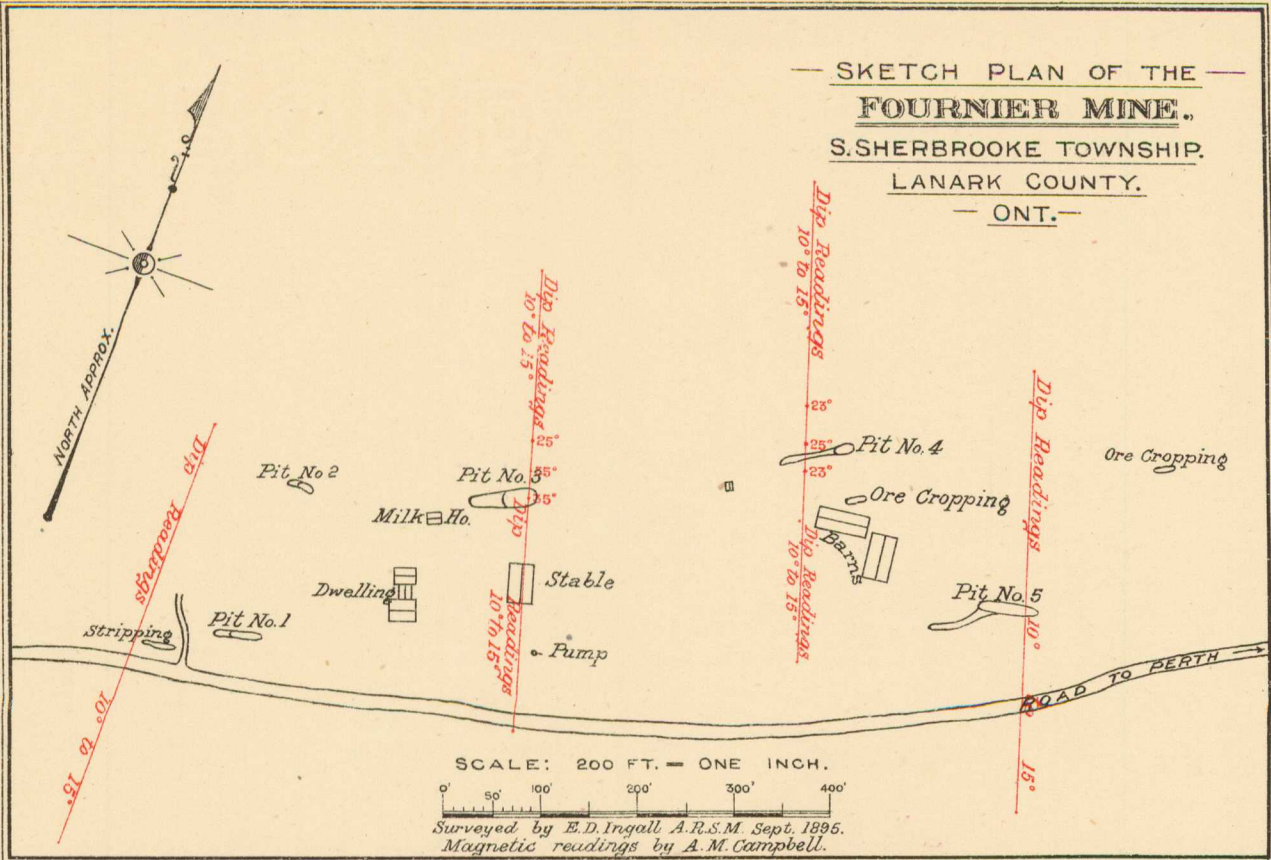 — SKETCH PLAN OF THE —
FOURNIER MINE.
S. SHERBROOKE TOWNSHIP.
LANARK COUNTY.
— ONT. —
NORTH APPROX.
Dip Readings
10° to 15°
Dip Readings
10° to 15°
25°
35°
35°
Dip Readings
10° to 15°
Dip Readings
10° to 15°
23°
25°
23°
Dip Readings
10° to 15°
Dip Readings
10°
15°
Pit No 2
Pit No. 3
Pit No. 4
Ore Cropping
Milk Ho.
Ore Cropping
Barns
Dwelling
Stable
Pit No. 5
Stripping
Pit No. 1
Pump
ROAD TO PERTH
SCALE: 200 FT. = ONE INCH.
0' 50' 100' 200' 300' 400'
Surveyed by E.D. Ingall A.R.S.M. Sept. 1895.
Magnetic readings by A.M. Campbell.